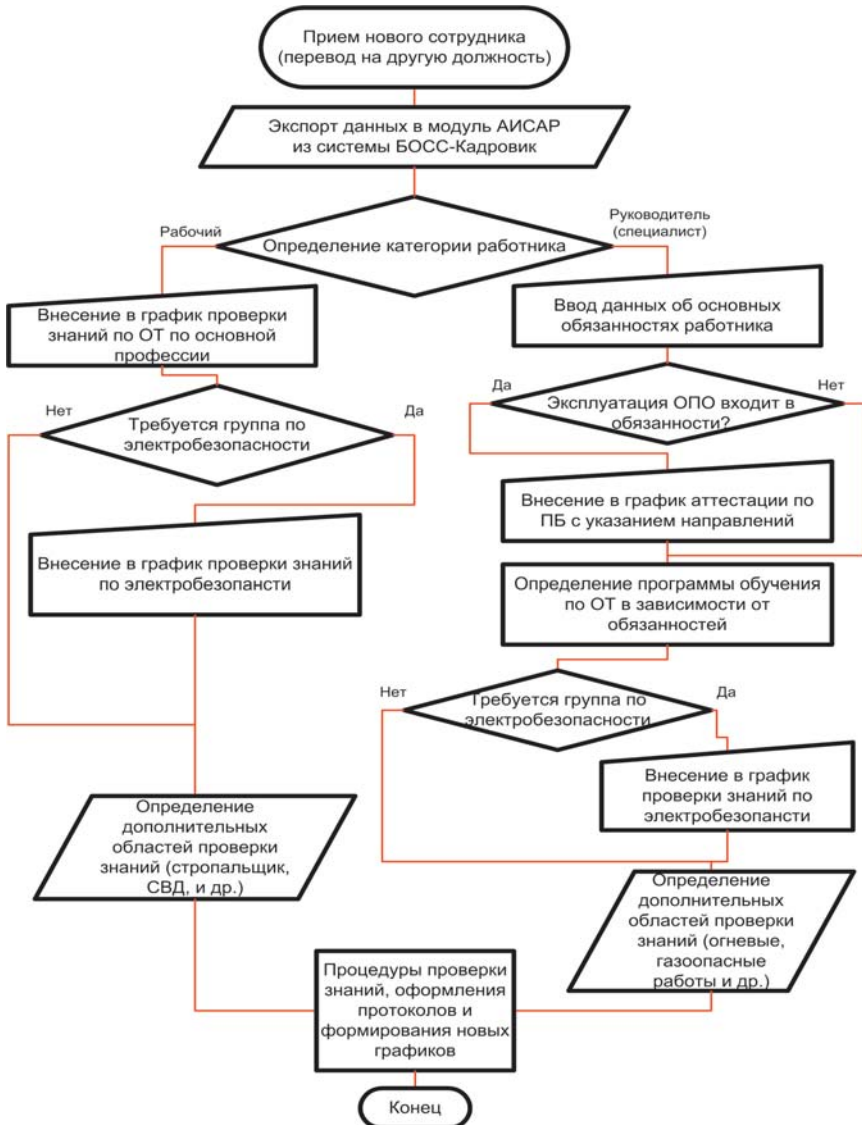 Прием нового сотрудника
(перевод на другую должность)
Экспорт данных в модуль АИСАР
из системы БОСС-Кадровик
Определение категории работника
Рабочий
Руководитель
(специалист)
Внесение в график проверки
знаний по ОТ по основной
профессии
Ввод данных об основных
обязанностях работника
Нет
Требуется группа по
электробезопасности
Да
Да
Эксплуатация ОПО входит в
обязанности?
Нет
Внесение в график аттестации по
ПБ с указанием направлений
Внесение в график проверки знаний
по электробезопансти
Определение программы обучения
по ОТ в зависимости от
обязанностей
Нет
Требуется группа по
электробезопасности
Да
Внесение в график
проверки знаний по
электробезопансти
Определение
дополнительных
областей проверки
знаний (стропальщик,
СВД, и др.)
Определение
дополнительных
областей проверки
знаний (огневые,
газоопасные
работы и др.)
Процедуры проверки
знаний, оформления
протоколов и
формирования новых
графиков
Конец